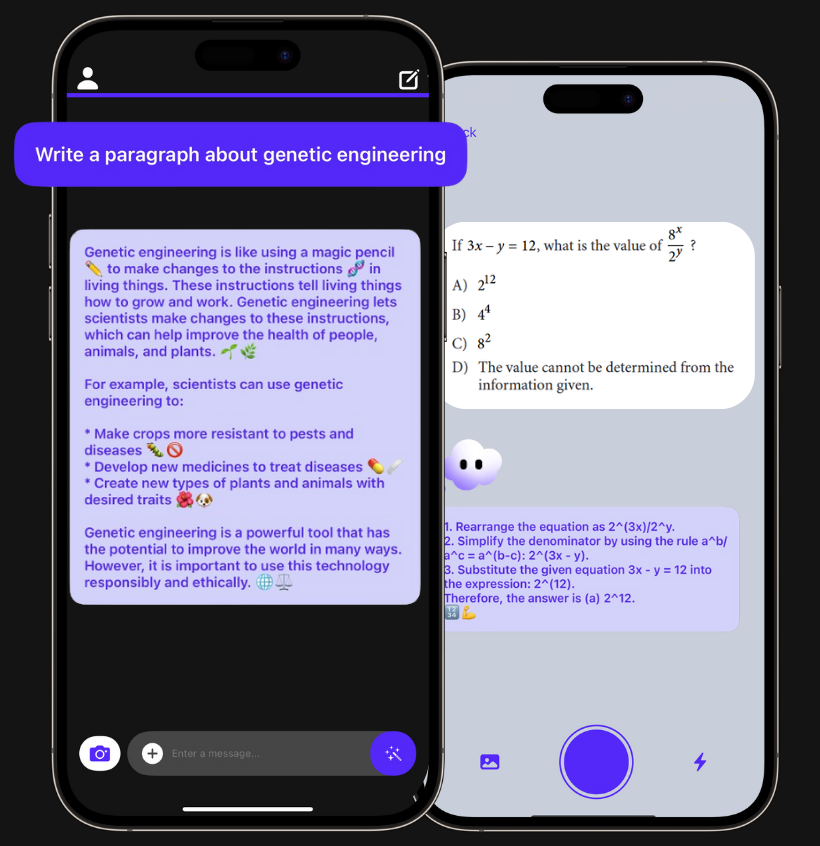 Write a paragraph about genetic engineering
Genetic engineering is like using a magic pencil
✏️ to make changes to the instructions 🧬 in
living things. These instructions tell living things
how to grow and work. Genetic engineering lets
scientists make changes to these instructions,
which can help improve the health of people,
animals, and plants. 🌱🌿
For example, scientists can use genetic
engineering to:
* Make crops more resistant to pests and
diseases 🐛🚫
* Develop new medicines to treat diseases 💊🩹
* Create new types of plants and animals with
desired traits 🌺🐶
Genetic engineering is a powerful tool that has
the potential to improve the world in many ways.
However, it is important to use this technology
responsibly and ethically. 🌐⚖️
Enter a message...
ck
If 3x – y = 12, what is the value of 8^x/2^y ?
A) 2^12
B) 4^4
C) 8^2
D) The value cannot be determined from the
information given.
1. Rearrange the equation as 2^(3x)/2^y.
2. Simplify the denominator by using the rule a^b/
a^c = a^(b-c): 2^(3x - y).
3. Substitute the given equation 3x - y = 12 into
the expression: 2^(12).
Therefore, the answer is (a) 2^12.
🔢💪